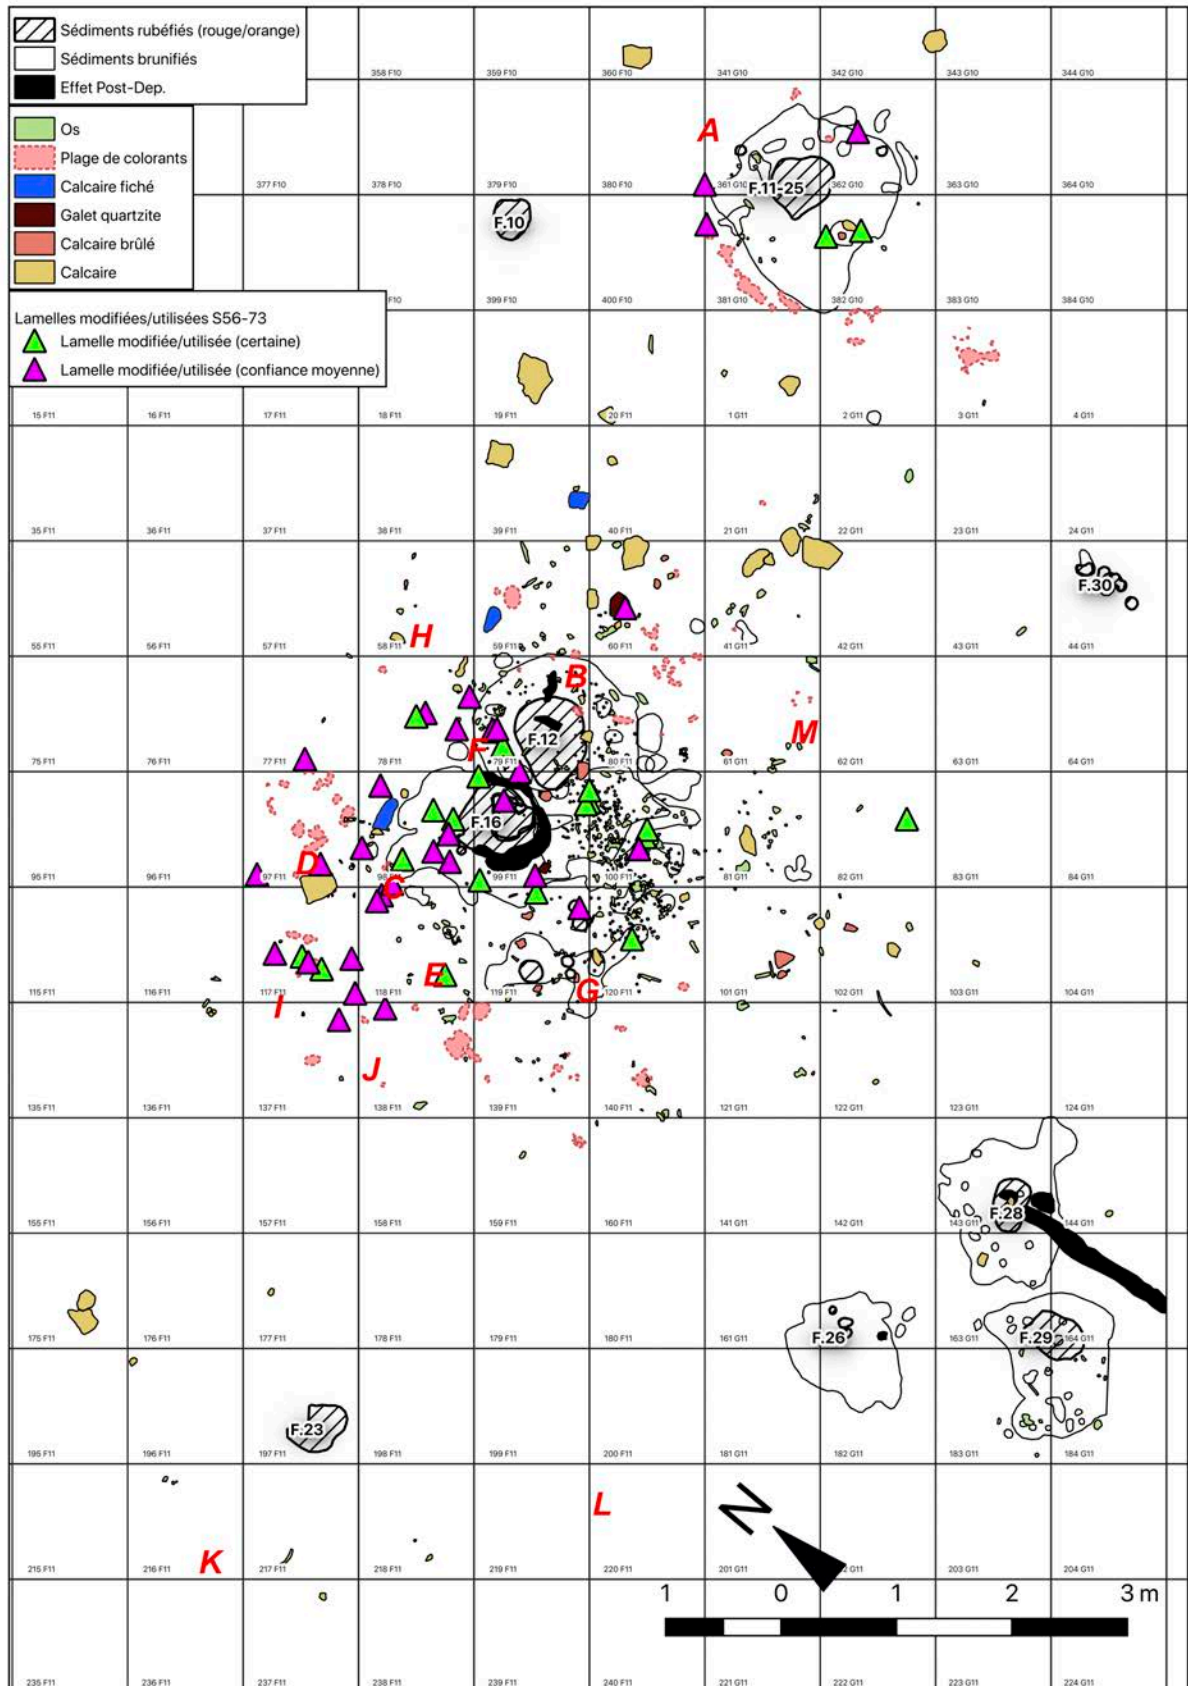 Sédiments rubéfiés (rouge/orange)
Sédiments brunifiés
Effet Post-Dep.
Os
Plage de colorants
Calcaire fiché
Galet quartzite
Calcaire brûlé
Calcaire
Lamelles modifiées/utilisées S56-73
Lamelle modifiée/utilisée (certaine)
Lamelle modifiée/utilisée (confiance moyenne)
358 F10 359 F10 360 F10 341 G10 342 G10 343 G10 344 G10
A
377 F10 378 F10 379 F10 380 F10 361 G10 F.11-25 362 G10 363 G10 364 G10
F.10
F10 399 F10 400 F10 381 G10 382 G10 383 G10 384 G10
15 F11 16 F11 17 F11 18 F11 19 F11 20 F11 1 G11 2 G11 3 G11 4 G11
35 F11 36 F11 37 F11 38 F11 39 F11 40 F11 21 G11 22 G11 23 G11 24 G11
F.30
H
55 F11 56 F11 57 F11 58 F11 59 F11 60 F11 41 G11 43 G11 44 G11
B
M
F F.12
75 F11 76 F11 77 F11 78 F11 79 F11 80 F11 61 G11 63 G11 64 G11
F.16
D
95 F11 96 F11 97 F11 98 F11 99 F11 100 F11 81 G11 82 G11 83 G11 84 G11
C
E
G
115 F11 116 F11 117 F11 118 F11 119 F11 120 F11 101 G11 102 G11 103 G11 104 G11
I
J
135 F11 136 F11 137 F11 138 F11 139 F11 140 F11 121 G11 122 G11 123 G11 124 G11
F.28
155 F11 156 F11 157 F11 158 F11 159 F11 160 F11 141 G11 142 G11 143 G11 144 G11
175 F11 176 F11 177 F11 178 F11 179 F11 180 F11 161 G11 F.26 163 G11 F.29 164 G11
F.23
195 F11 196 F11 197 F11 198 F11 199 F11 200 F11 181 G11 182 G11 183 G11 184 G11
L
N
K
215 F11 216 F11 217 F11 218 F11 219 F11 220 F11 201 G11 G11 203 G11 204 G11
1 0 1 2 3 m
235 F11 236 F11 237 F11 238 F11 239 F11 240 F11 221 G11 222 G11 223 G11 224 G11